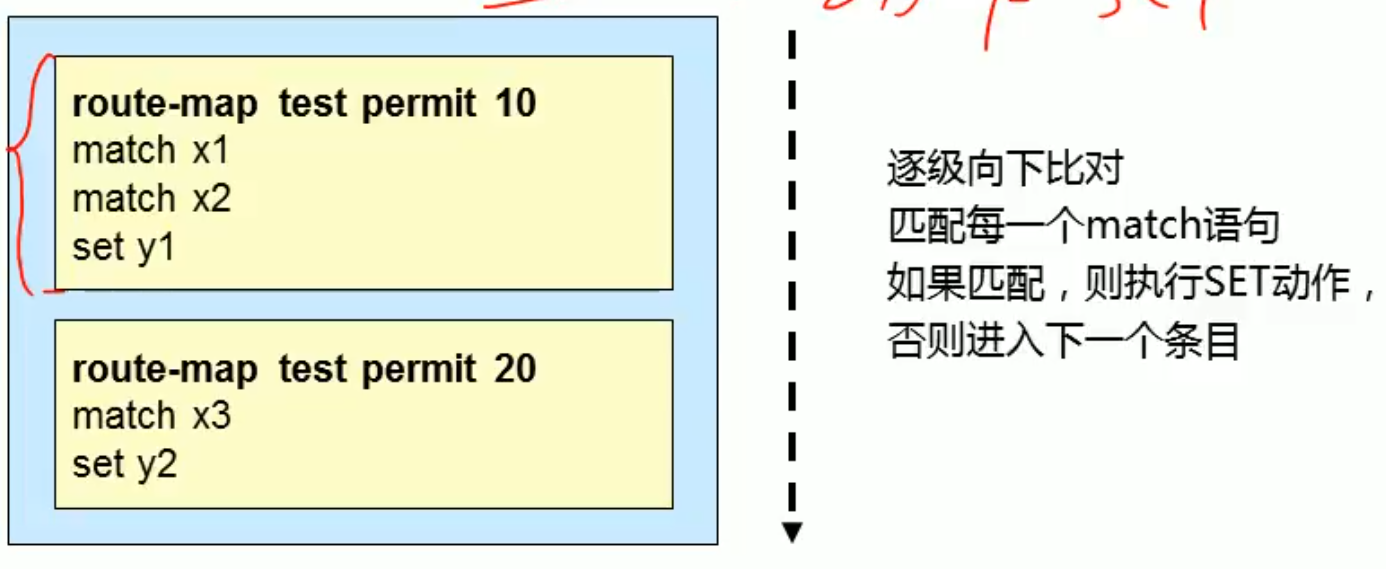 route-map test permit 10
match x1
match x2
set y1
route-map test permit 20
match x3
set y2
逐级向下比对
匹配每一个match语句
如果匹配，则执行SET动作，
否则进入下一个条目